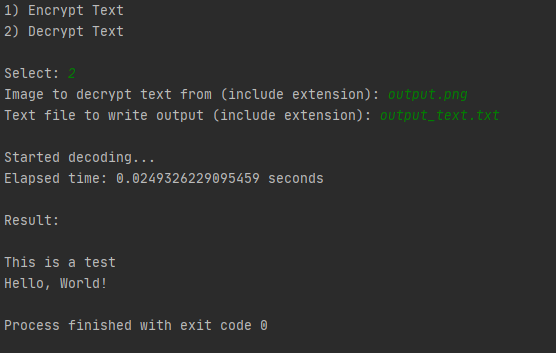 1) Encrypt Text
2) Decrypt Text
Select: 2
Image to decrypt text from (include extension): output.png
Text file to write output (include extension): output_text.txt
Started decoding...
Elapsed time: 0.0249326229095459 seconds
Result:
This is a test
Hello, World!
Process finished with exit code 0